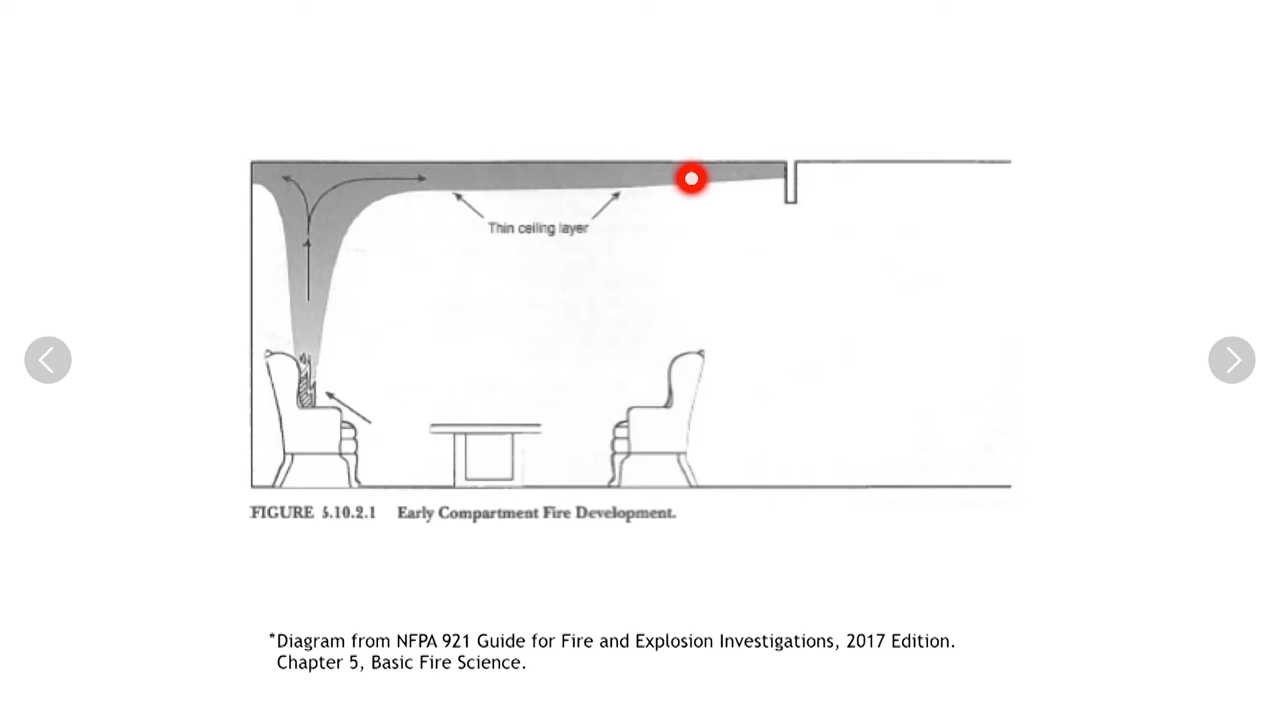 Thin ceiling layer
FIGURE 5.10.2.1 Early Compartment Fire Development.
*Diagram from NFPA 921 Guide for Fire and Explosion Investigations, 2017 Edition.
Chapter 5, Basic Fire Science.